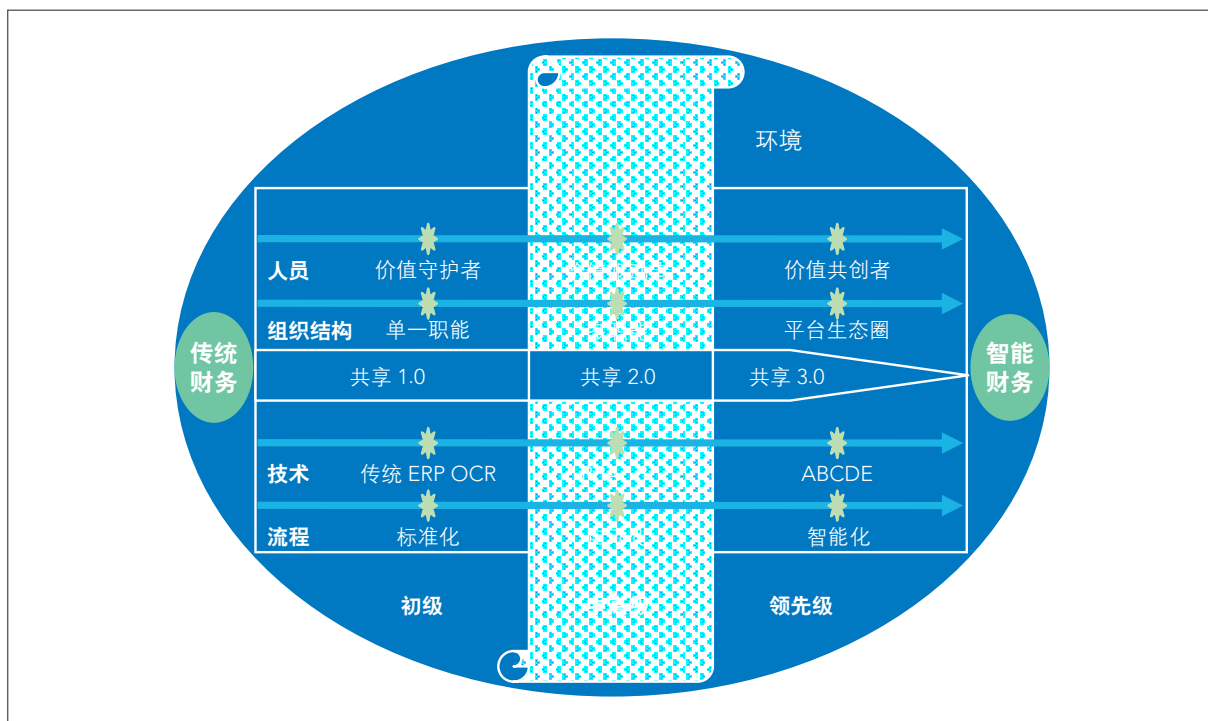 环境
人员 价值守护者 价值共创者
组织结构 单一职能 平台生态圈
传统
财务
共享 1.0 共享 2.0 共享 3.0
智能
财务
技术 传统 ERP OCR ABCDE
流程 标准化 智能化
初级 领先级